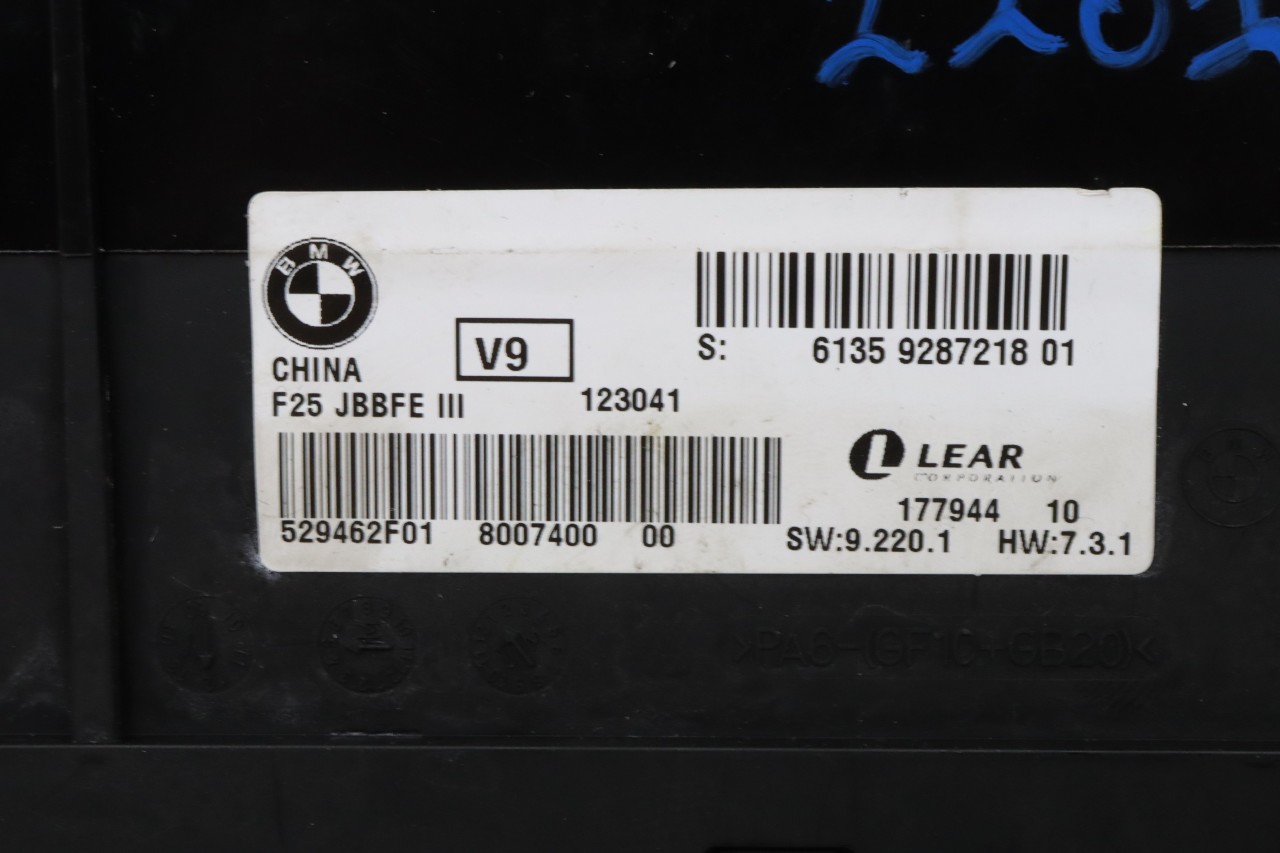 BMW
CHINA
V9
S: 6135 9287218 01
F25 JBBFE III 123041
LEAR
CORPORATION
177944 10
529462F01 8007400 00
SW:9.220.1 HW:7.3.1
>PA6-(GF10+GB20)<